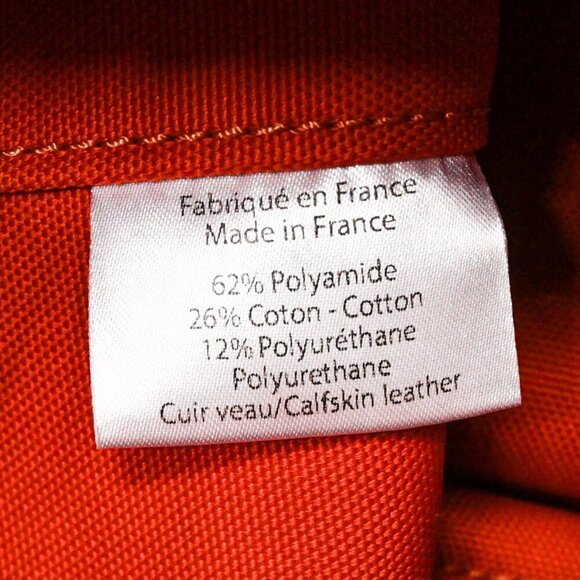 Fabriqué en France
Made in France
62% Polyamide
26% Coton - Cotton
12% Polyuréthane
Polyurethane
Cuir veau/Calfskin leather